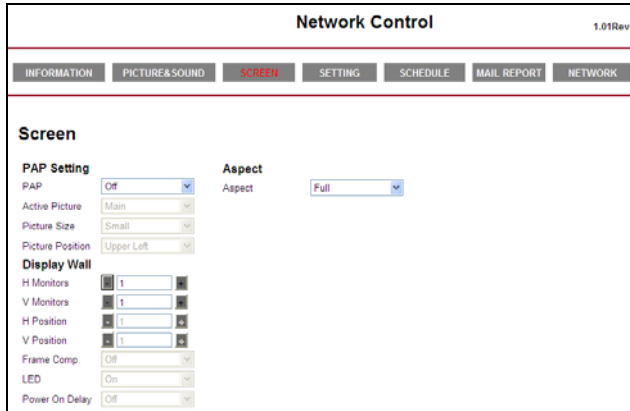 Network Control
1.01Rev
INFORMATION PICTURE&SOUND SCREEN SETTING SCHEDULE MAIL REPORT NETWORK
Screen
PAP Setting Aspect
PAP Off Aspect Full
Active Picture Main
Picture Size Small
Picture Position Upper Left
Display Wall
H Monitors - 1 +
V Monitors - 1 +
H Position - 1 +
V Position - 1 +
Frame Comp. Off
LED On
Power On Delay Off